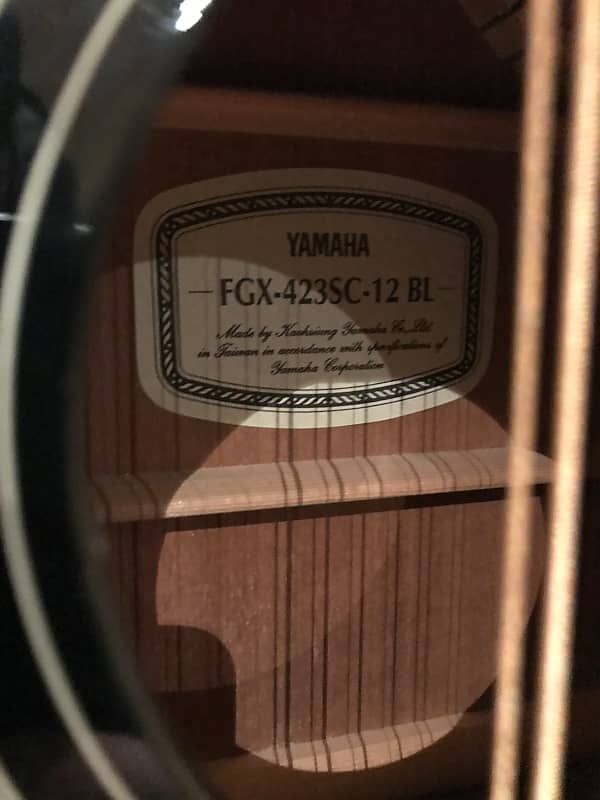 YAMAHA
FGX-423SC-12 BL
Made by Kaohsiung Yamaha Co., Ltd.
in Taiwan in accordance with specifications of
Yamaha Corporation